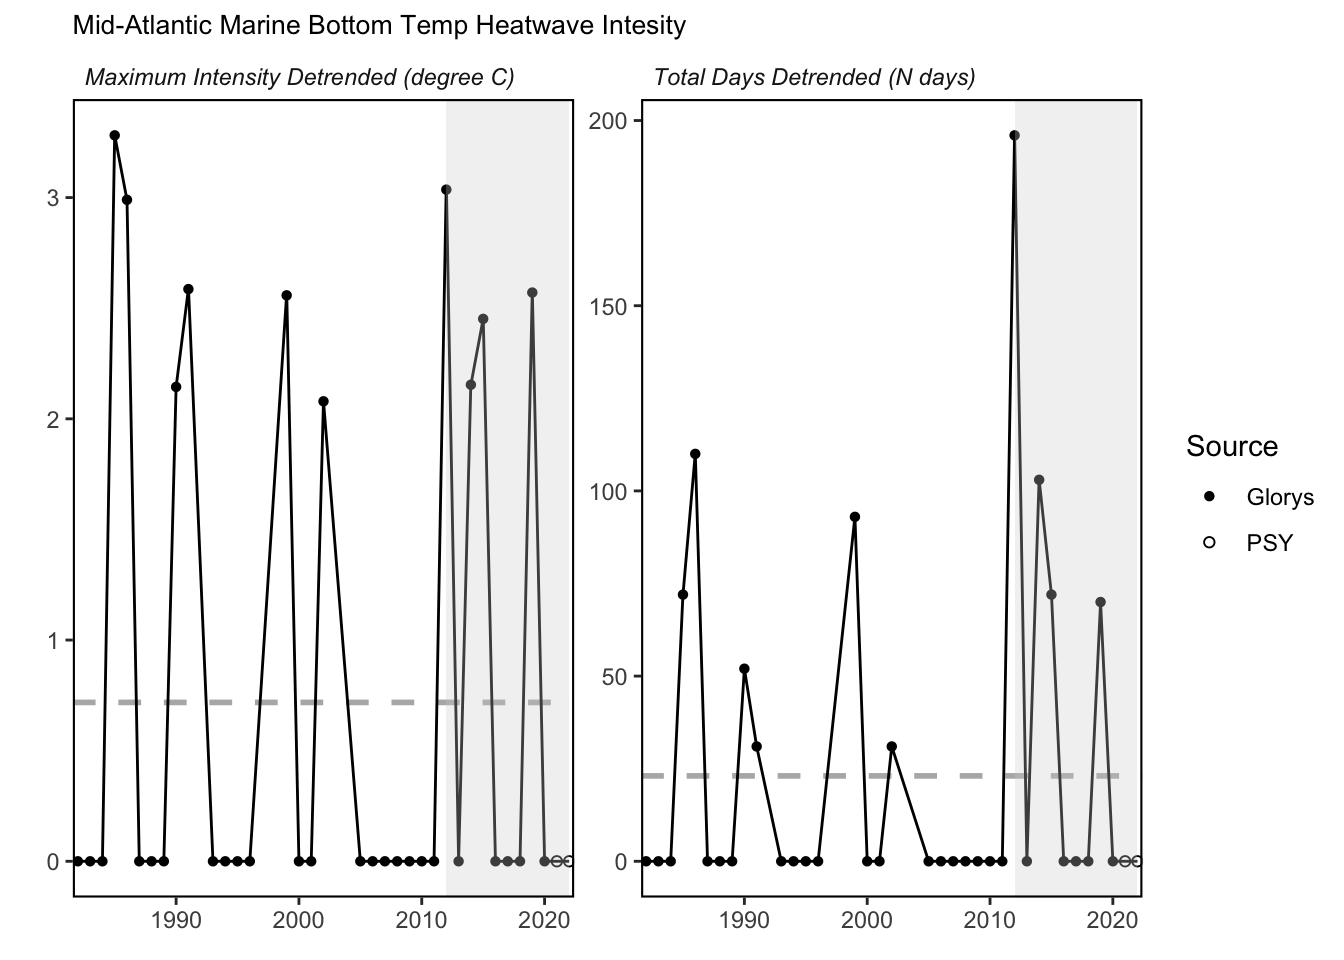 Mid-Atlantic Marine Bottom Temp Heatwave Intesity
Maximum Intensity Detrended (degree C)
3
2
1
0
1990 2000 2010 2020
Total Days Detrended (N days)
200
150
100
50
0
1990 2000 2010 2020
Source
Glorys
PSY